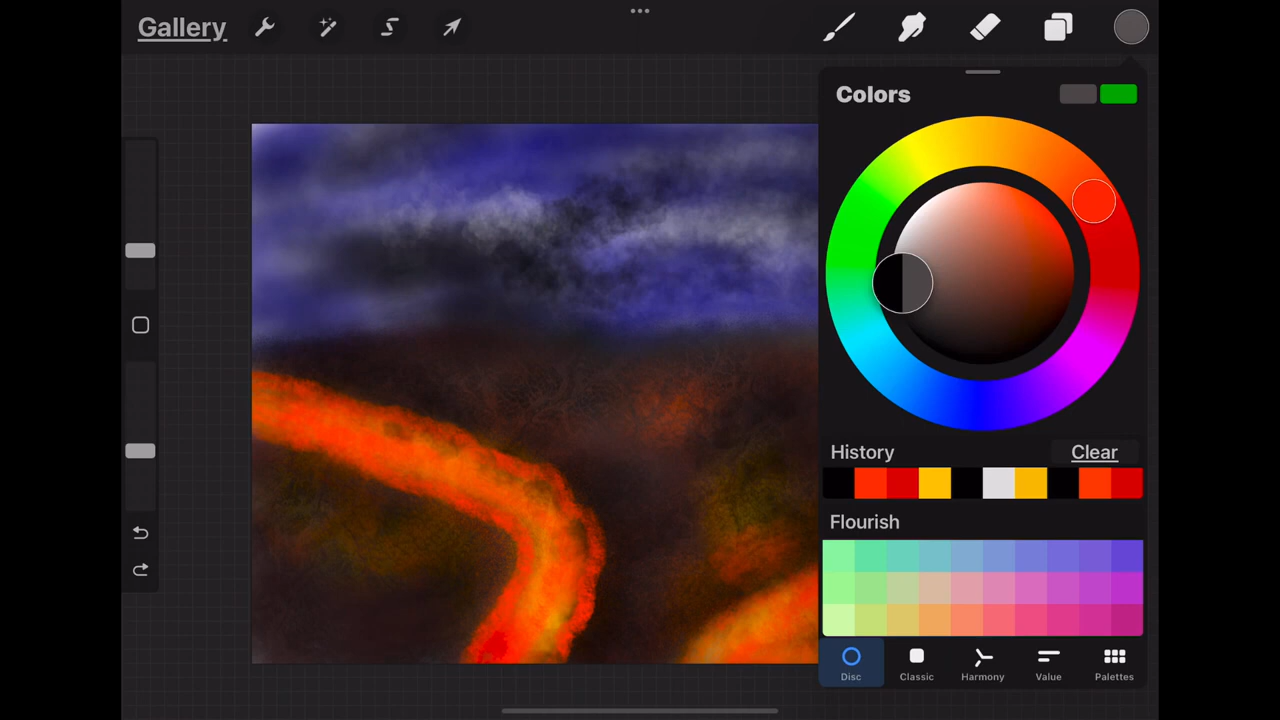 Gallery
Colors
History
Clear
Flourish
Disc
Classic
Harmony
Value
Palettes